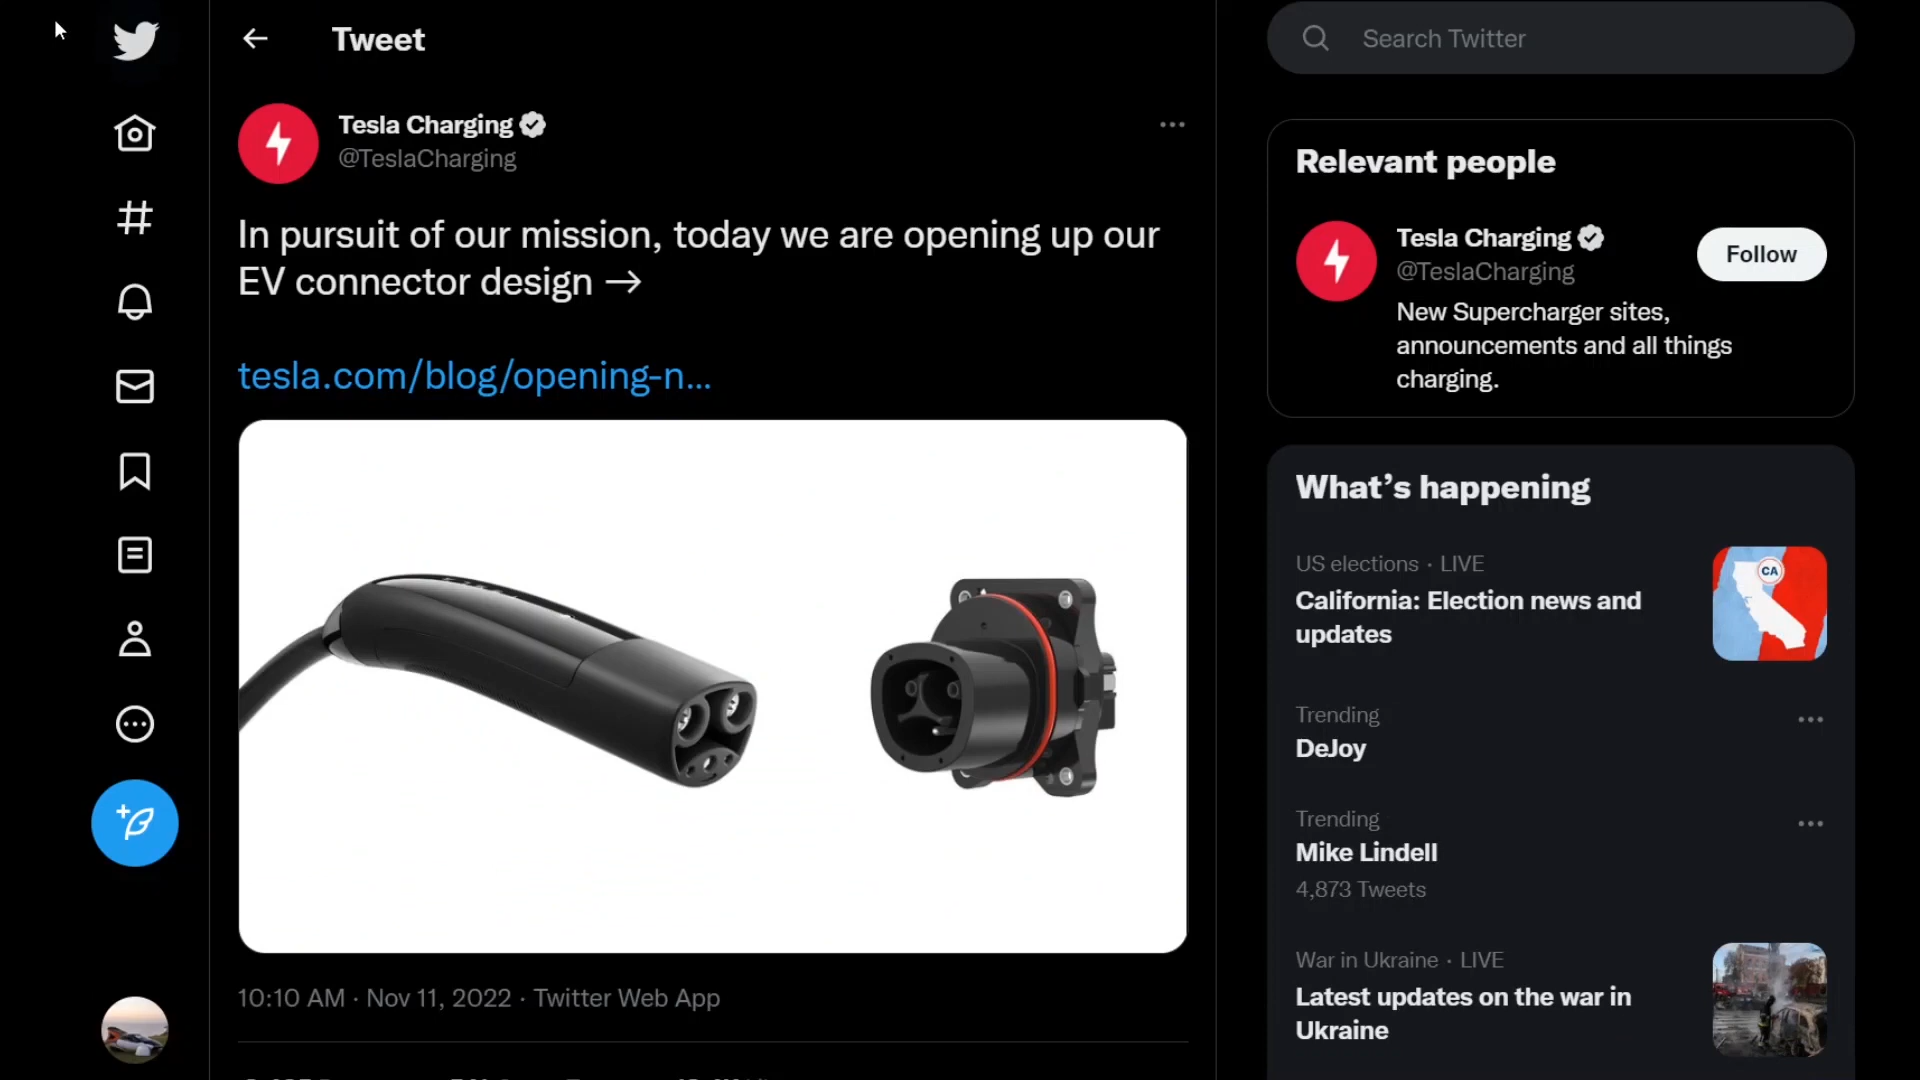 Tweet
Tesla Charging
@TeslaCharging
In pursuit of our mission, today we are opening up our
EV connector design →
tesla.com/blog/opening-n...
10:10 AM · Nov 11, 2022 · Twitter Web App
Search Twitter
Relevant people
Tesla Charging
@TeslaCharging
Follow
New Supercharger sites,
announcements and all things
charging.
What’s happening
US elections · LIVE
California: Election news and
updates
CA
Trending
DeJoy
Trending
Mike Lindell
4,873 Tweets
War in Ukraine · LIVE
Latest updates on the war in
Ukraine